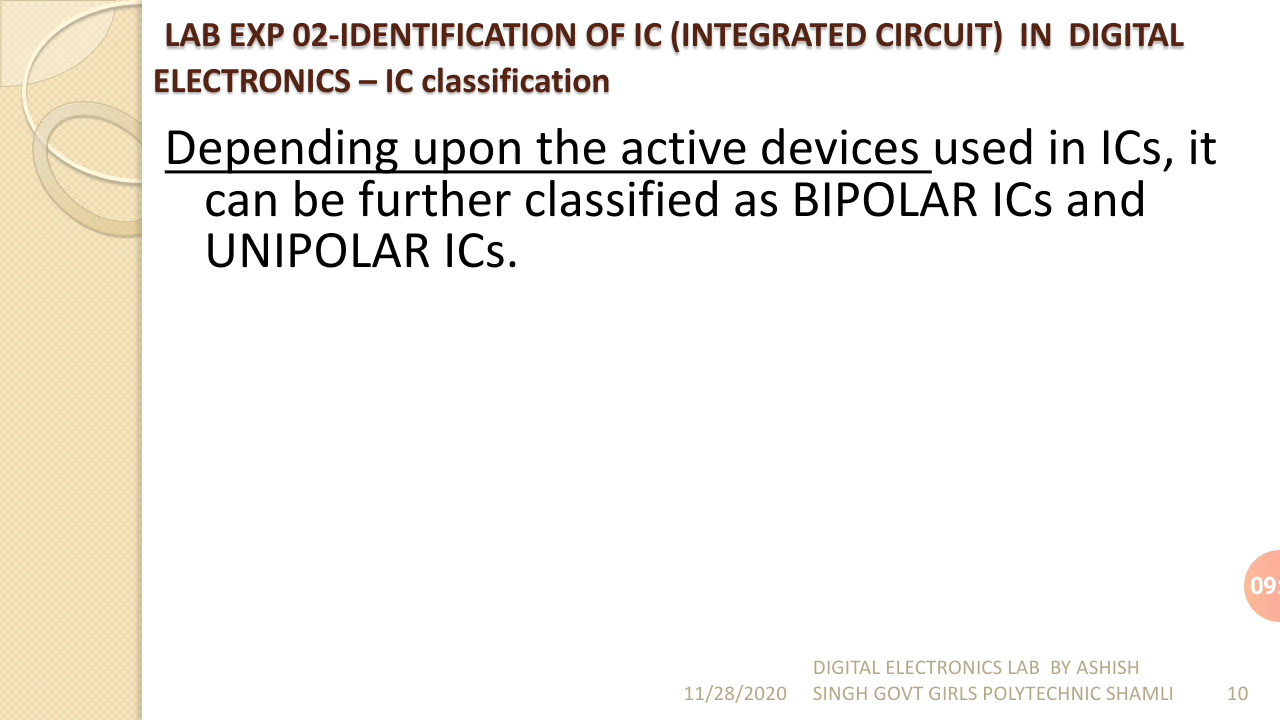 LAB EXP 02-IDENTIFICATION OF IC (INTEGRATED CIRCUIT) IN DIGITAL
ELECTRONICS – IC classification
Depending upon the active devices used in ICs, it
can be further classified as BIPOLAR ICs and
UNIPOLAR ICs.
09:
DIGITAL ELECTRONICS LAB BY ASHISH
11/28/2020 SINGH GOVT GIRLS POLYTECHNIC SHAMLI 10